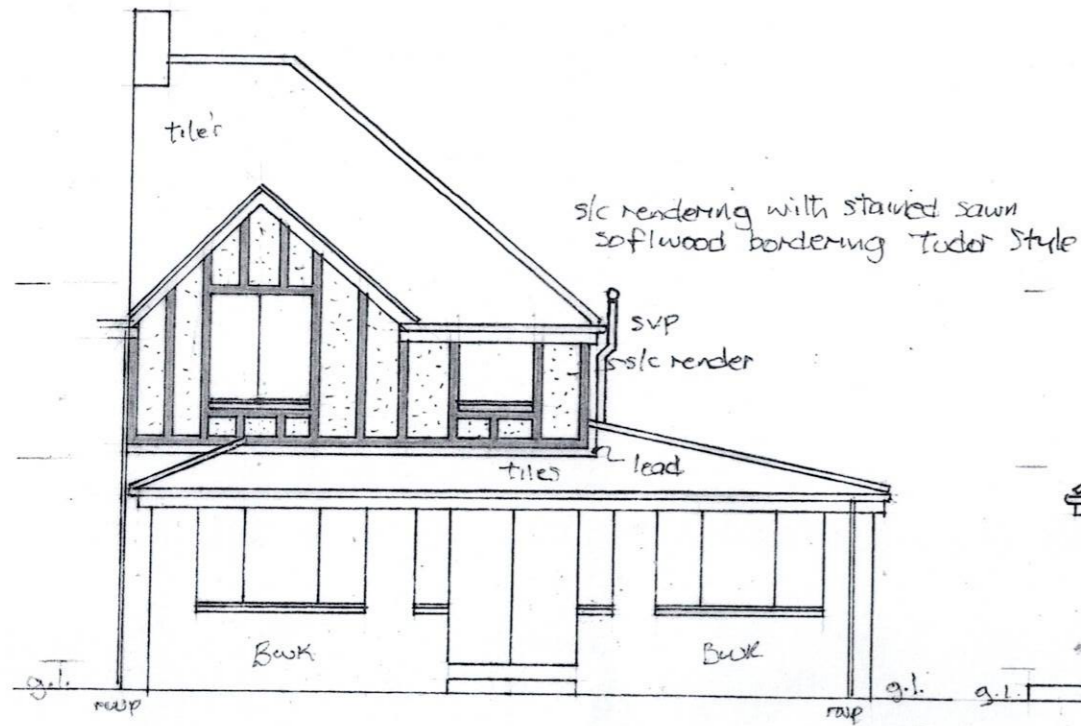 tile's
s/c rendering with stained sawn
softwood bordering Tudor Style
svp
s/c render
lead
tiles
Bwk
Bwk
g.l.
g.l.
g.l.
rwp
rwp